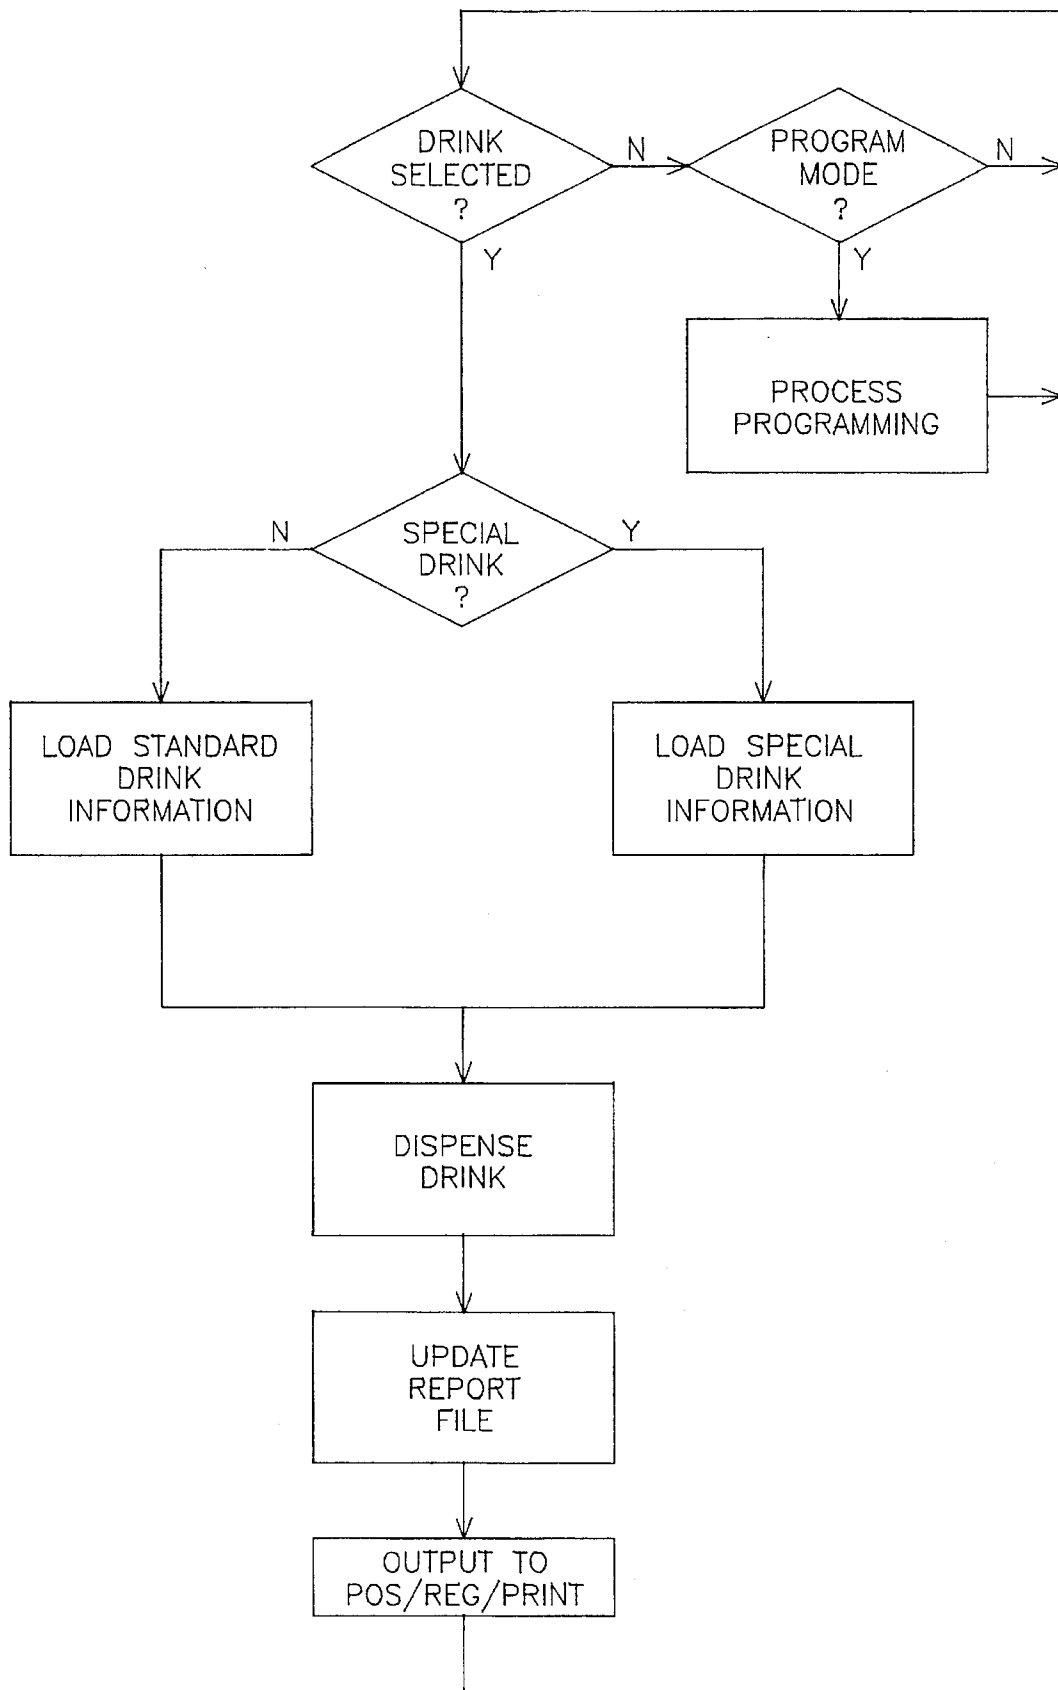 DRINK
SELECTED
?
N
Y
PROGRAM
MODE
?
N
Y
PROCESS
PROGRAMMING
SPECIAL
DRINK
?
N
Y
LOAD STANDARD
DRINK
INFORMATION
LOAD SPECIAL
DRINK
INFORMATION
DISPENSE
DRINK
UPDATE
REPORT
FILE
OUTPUT TO
POS/REG/PRINT